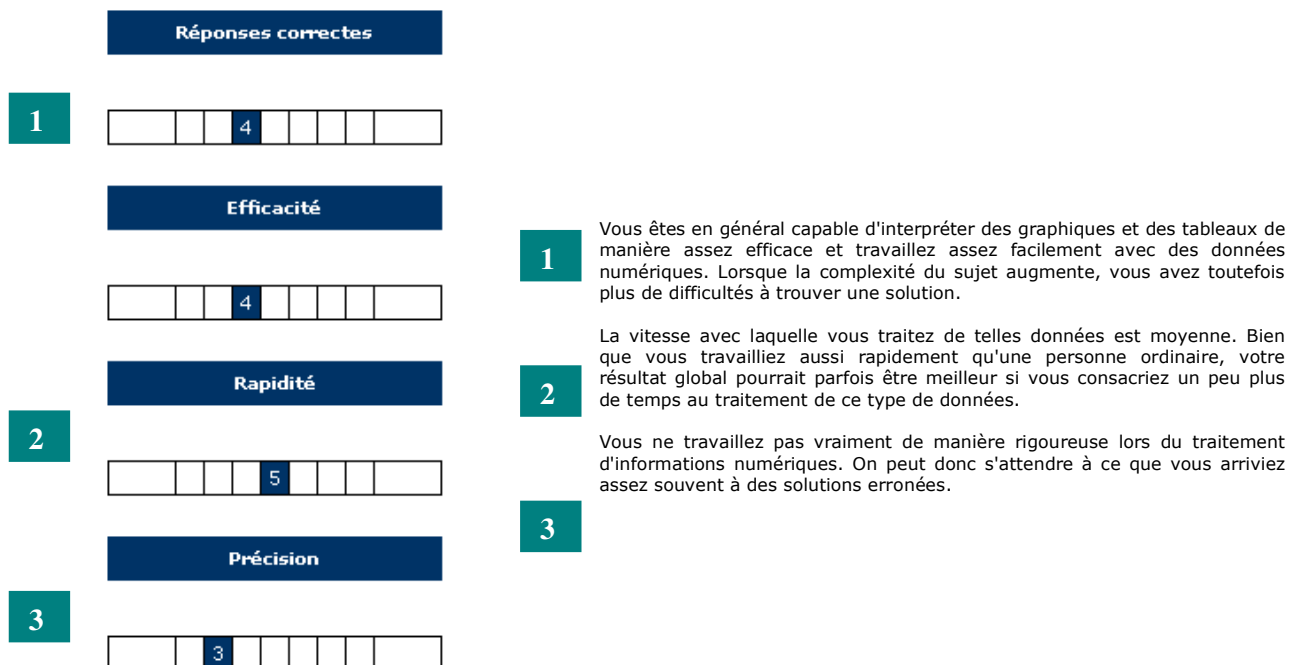 Réponses correctes
1
4
Efficacité
4
Rapidité
2
5
Précision
3
3
1
Vous êtes en général capable d'interpréter des graphiques et des tableaux de
manière assez efficace et travaillez assez facilement avec des données
numériques. Lorsque la complexité du sujet augmente, vous avez toutefois
plus de difficultés à trouver une solution.
2
La vitesse avec laquelle vous traitez de telles données est moyenne. Bien
que vous travailliez aussi rapidement qu'une personne ordinaire, votre
résultat global pourrait parfois être meilleur si vous consacriez un peu plus
de temps au traitement de ce type de données.
Vous ne travaillez pas vraiment de manière rigoureuse lors du traitement
d'informations numériques. On peut donc s'attendre à ce que vous arriviez
assez souvent à des solutions erronées.
3